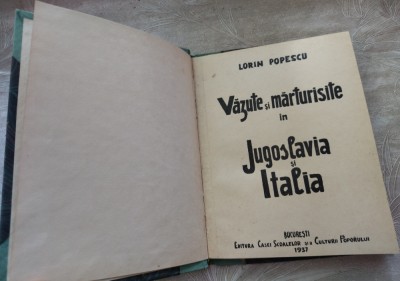 LORIN POPESCU
Văzute și mărturisite
în
Jugoslavia
și
Italia
BUCUREȘTI
EDITURA CASEI ȘCOALELOR ȘI A CULTURII POPORULUI
1937